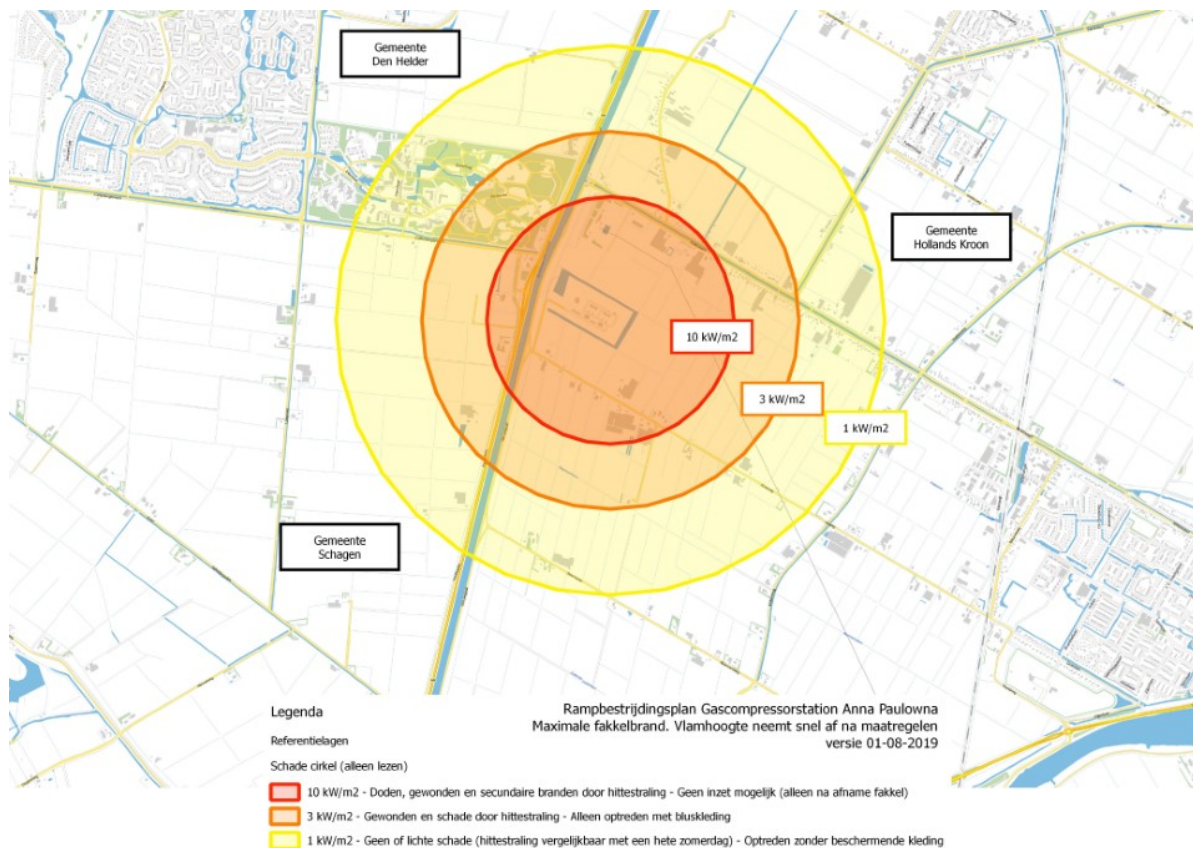 Gemeente
Den Helder
Gemeente
Hollands Kroon
10 kW/m2
3 kW/m2
1 kW/m2
Gemeente
Schagen
Legenda
Referentielagen
Schade cirkel (alleen lezen)
Rampbestrijdingsplan Gascompressorstation Anna Paulowna
Maximale fakkelbrand. Vlamhoogte neemt snel af na maatregelen
versie 01-08-2019
10 kW/m2 - Doden, gewonden en secundaire branden door hittestraling - Geen inzet mogelijk (alleen na afname fakkel)
3 kW/m2 - Gewonden en schade door hittestraling - Alleen optreden met bluskleding
1 kW/m2 - Geen of lichte schade (hittestraling vergelijkbaar met een hete zomerdag) - Optreden zonder beschermende kleding